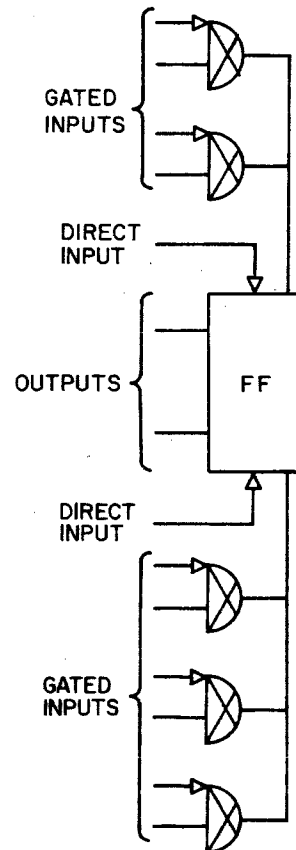 GATED
INPUTS
DIRECT
INPUT
OUTPUTS
FF
DIRECT
INPUT
GATED
INPUTS